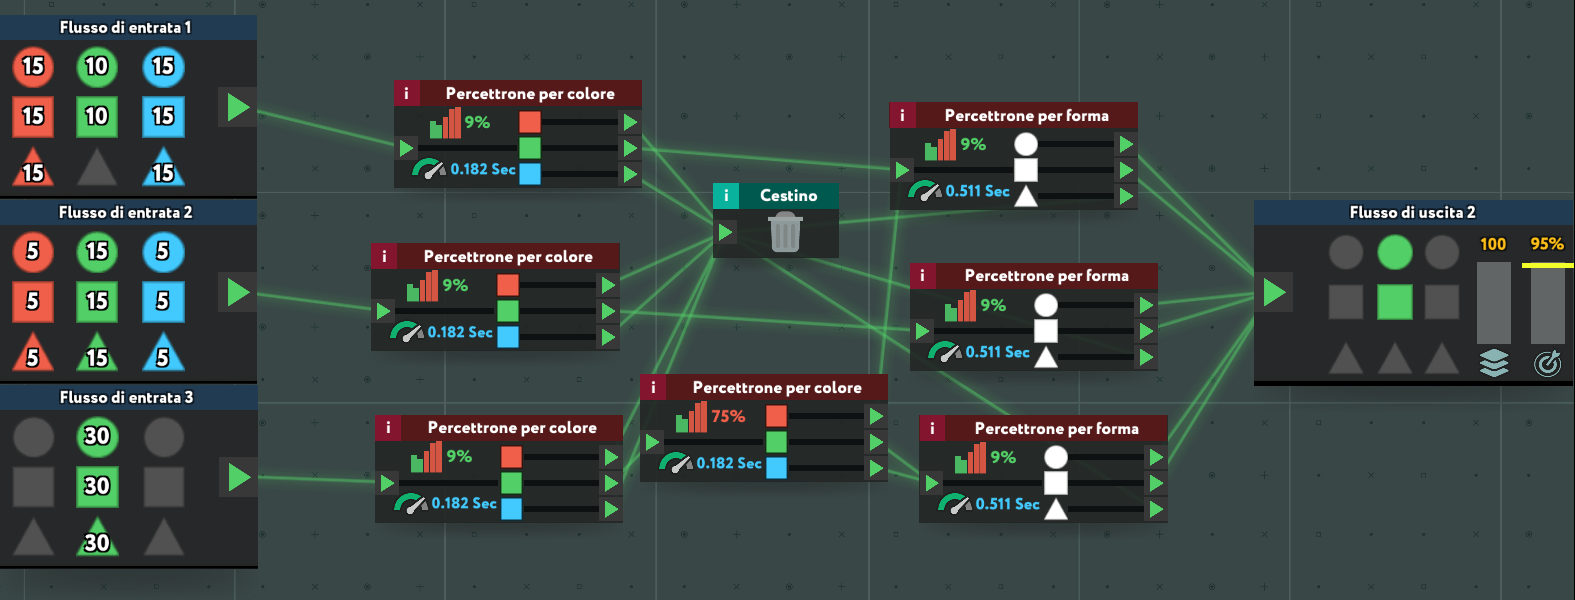 Flusso di entrata 1
15 10 15
15 10 15
15 15
Flusso di entrata 2
5 15 5
5 15 5
5 15 5
Flusso di entrata 3
30
30
30
i Percettrone per colore
9%
0.182 Sec
i Percettrone per colore
9%
0.182 Sec
i Percettrone per colore
9%
0.182 Sec
i Cestino
i Percettrone per colore
75%
0.182 Sec
i Percettrone per forma
9%
0.511 Sec
i Percettrone per forma
9%
0.511 Sec
i Percettrone per forma
9%
0.511 Sec
Flusso di uscita 2
100 95%